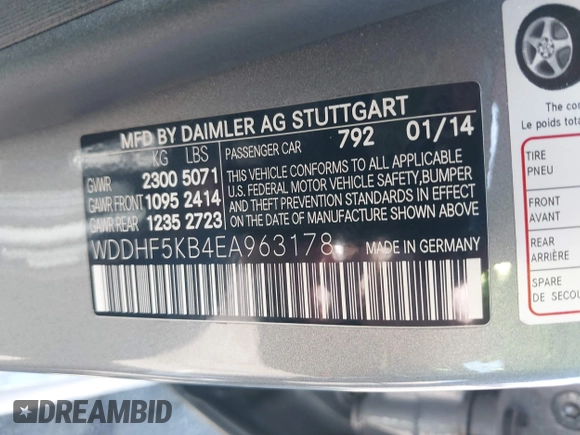 MFD BY DAIMLER AG STUTTGART
KG LBS
PASSENGER CAR 792 01/14
GVWR 2300 5071
GAWR FRONT 1095 2414
GAWR REAR 1235 2723
THIS VEHICLE CONFORMS TO ALL APPLICABLE
U.S. FEDERAL MOTOR VEHICLE SAFETY,BUMPER
AND THEFT PREVENTION STANDARDS IN EFFECT
ON THE DATE OF MANUFACTURE SHOWN ABOVE.
WDDHF5KB4EA963178 MADE IN GERMANY
The co
Le poids tota
TIRE
PNEU
FRONT
AVANT
REAR
ARRIÈRE
SPARE
DE SECOU
DREAMBID